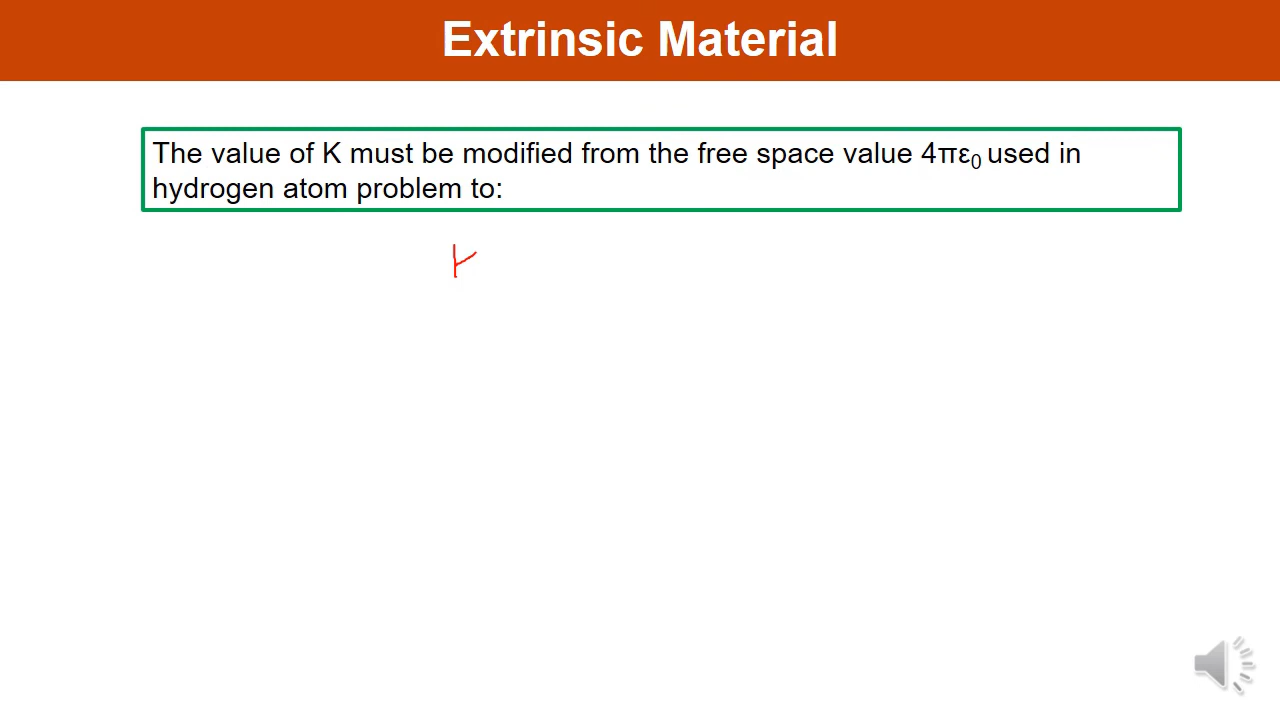 Extrinsic Material
The value of K must be modified from the free space value 4πε₀ used in
hydrogen atom problem to: